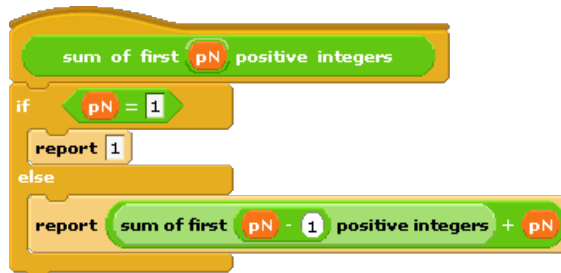 sum of first pN positive integers
if pN = 1
report 1
else
report sum of first pN - 1 positive integers + pN